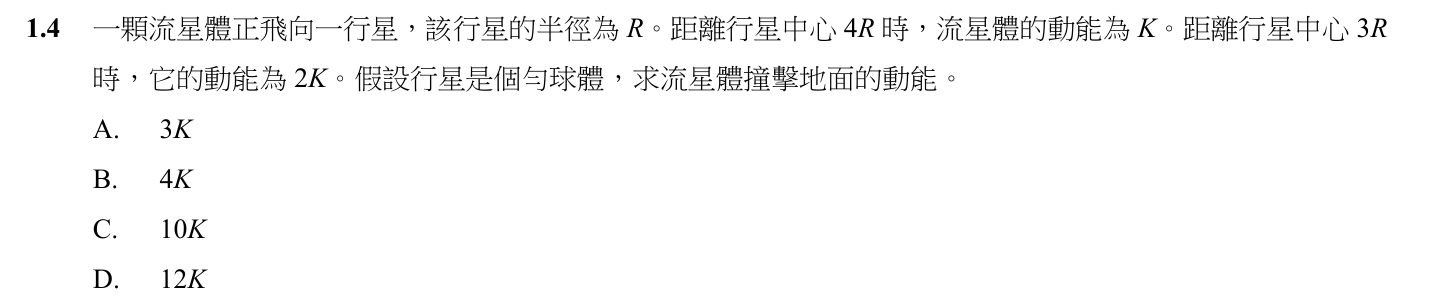 1.4 一顆流星體正飛向一行星，該行星的半徑為 R。距離行星中心 4R 時，流星體的動能為 K。距離行星中心 3R
時，它的動能為 2K。假設行星是個勻球體，求流星體撞擊地面的動能。
A. 3K
B. 4K
C. 10K
D. 12K